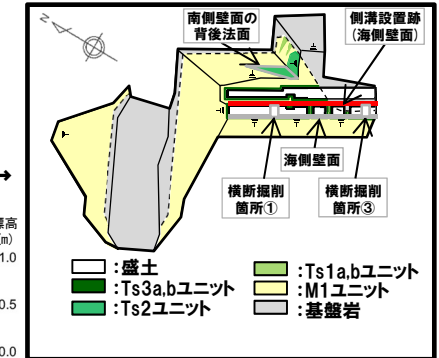 N
南側壁面の
背後法面
側溝設置跡
(海側壁面)
海側壁面
横断掘削
箇所①
横断掘削
箇所③
標高
(m)
1.0
0.5
0.0
:盛土
:Ts3a,bユニット
:Ts2ユニット
:Ts1a,bユニット
:M1ユニット
:基盤岩